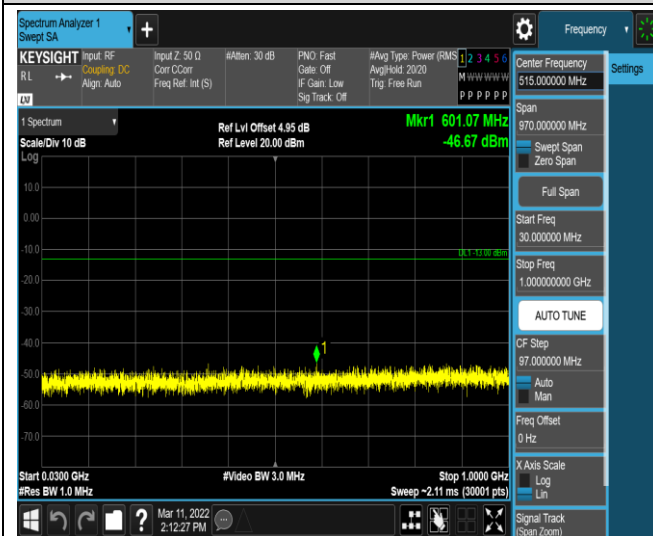 Spectrum Analyzer 1
Swept SA
Frequency
KEYSIGHT
RL
Input: RF
Coupling: DC
Align: Auto
Input Z: 50 Ω
Corr CCorr
Freq Ref: Int (S)
#Atten: 30 dB
PNO: Fast
Gate: Off
IF Gain: Low
Sig Track: Off
#Avg Type: Power (RMS
Avg|Hold: 20/20
Trig: Free Run
1 2 3 4 5 6
M W W W W W
P P P P P P
LXI
1 Spectrum
Scale/Div 10 dB
Log
Ref Lvl Offset 4.95 dB
Ref Level 20.00 dBm
Mkr1 601.07 MHz
-46.67 dBm
10.0
0.00
-10.0
DL1 -13.00 dBm
-20.0
-30.0
-40.0
1
-50.0
-60.0
-70.0
Start 0.0300 GHz
#Res BW 1.0 MHz
#Video BW 3.0 MHz
Stop 1.0000 GHz
Sweep ~2.11 ms (30001 pts)
?
Mar 11, 2022
2:12:27 PM
Center Frequency
515.000000 MHz
Settings
Span
970.000000 MHz
Swept Span
Zero Span
Full Span
Start Freq
30.000000 MHz
Stop Freq
1.000000000 GHz
AUTO TUNE
CF Step
97.000000 MHz
Auto
Man
Freq Offset
0 Hz
X Axis Scale
Log
Lin
Signal Track
(Span Zoom)